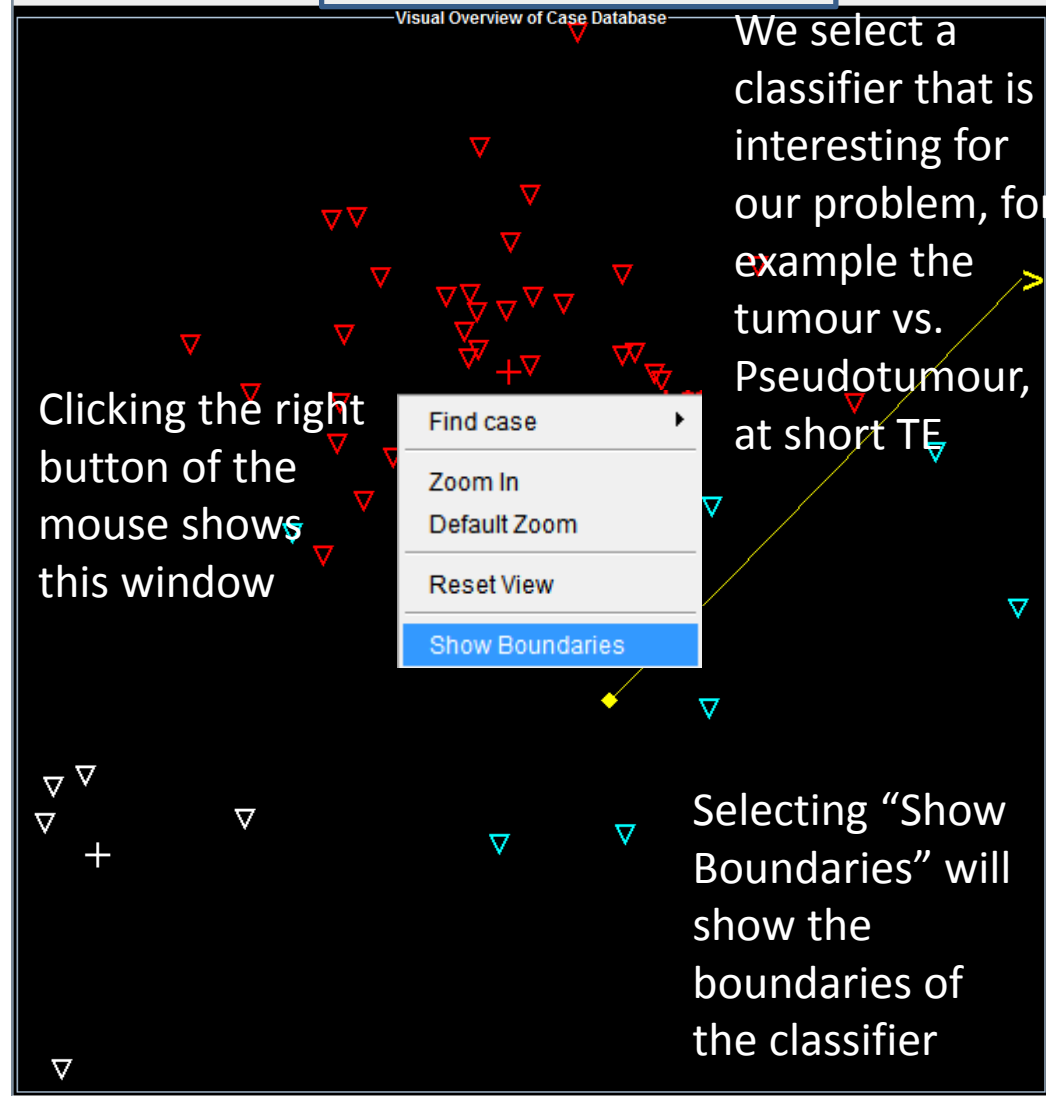 Visual Overview of Case Database
We select a
classifier that is
interesting for
our problem, for
example the
tumour vs.
Pseudotumour,
at short TE
Clicking the right
button of the
mouse shows
this window
Find case
Zoom In
Default Zoom
Reset View
Show Boundaries
Selecting “Show
Boundaries” will
show the
boundaries of
the classifier